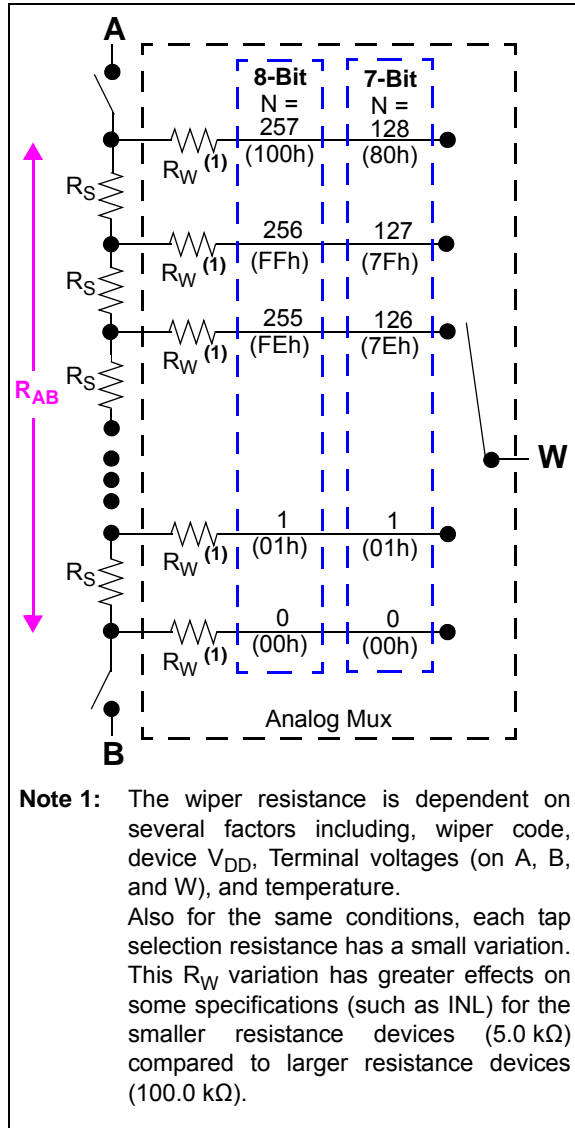 A
8-Bit
N =
7-Bit
N =
257
(100h)
128
(80h)
RW (1)
RS
256
(FFh)
127
(7Fh)
RW (1)
RS
255
(FEh)
126
(7Eh)
RW (1)
RS
RAB
W
1
(01h)
1
(01h)
RW (1)
RS
0
(00h)
0
(00h)
RW (1)
Analog Mux
B
Note 1: The wiper resistance is dependent on
several factors including, wiper code,
device VDD, Terminal voltages (on A, B,
and W), and temperature.
Also for the same conditions, each tap
selection resistance has a small variation.
This RW variation has greater effects on
some specifications (such as INL) for the
smaller resistance devices (5.0 kΩ)
compared to larger resistance devices
(100.0 kΩ).